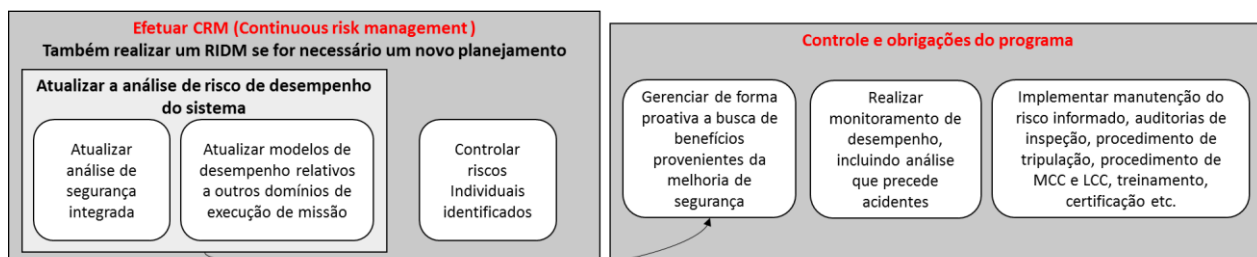 Efetuar CRM (Continuous risk management)
Também realizar um RIDM se for necessário um novo planejamento
Atualizar a análise de risco de desempenho
do sistema
Atualizar
análise de
segurança
integrada
Atualizar modelos de
desempenho relativos
a outros domínios de
execução de missão
Controlar
riscos
Individuais
identificados
Controle e obrigações do programa
Gerenciar de forma
proativa a busca de
benefícios
provenientes da
melhoria de
segurança
Realizar
monitoramento de
desempenho,
incluindo análise
que precede
acidentes
Implementar manutenção do
risco informado, auditorias de
inspeção, procedimento de
tripulação, procedimento de
MCC e LCC, treinamento,
certificação etc.